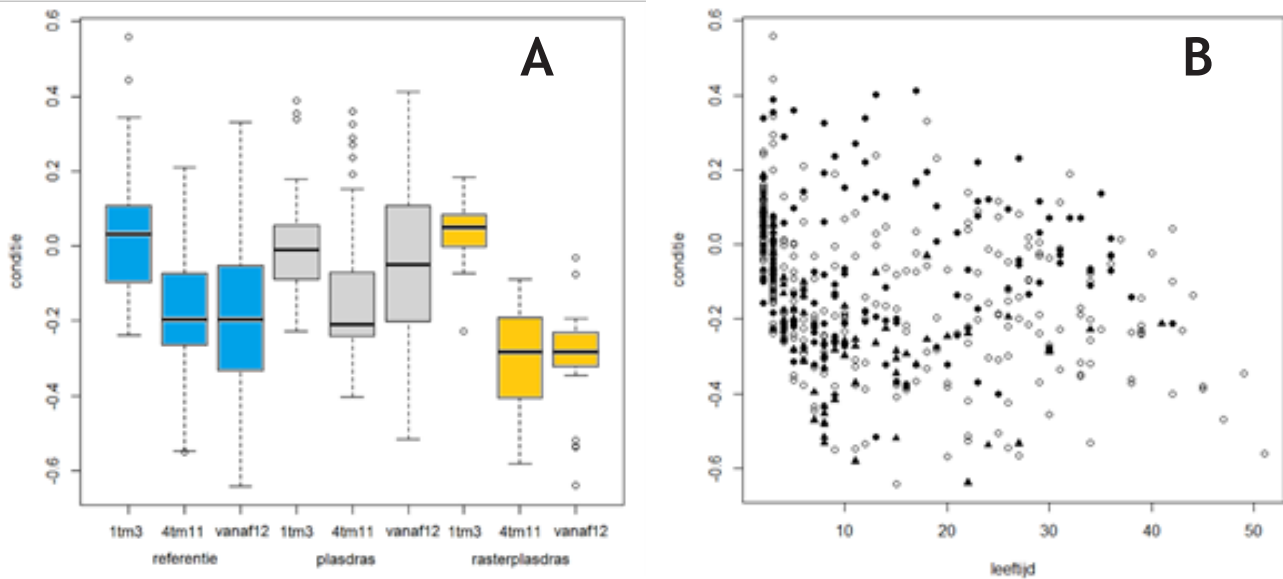 A
conditie
0.6
0.4
0.2
0.0
-0.2
-0.4
-0.6
1tm3 4tm11 vanaf12 1tm3 4tm11 vanaf12 1tm3 4tm11 vanaf12
referentie plasdras rasterplasdras
B
conditie
0.6
0.4
0.2
0.0
-0.2
-0.4
-0.6
10 20 30 40 50
leeftijd